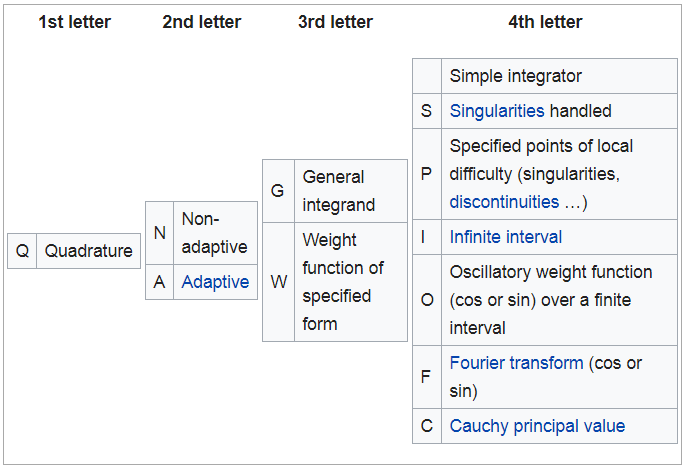 1st letter 2nd letter 3rd letter 4th letter
Q Quadrature
N Non-
adaptive
A Adaptive
G General
integrand
W Weight
function of
specified
form
Simple integrator
S Singularities handled
P Specified points of local
difficulty (singularities,
discontinuities …)
I Infinite interval
O Oscillatory weight function
(cos or sin) over a finite
interval
F Fourier transform (cos or
sin)
C Cauchy principal value